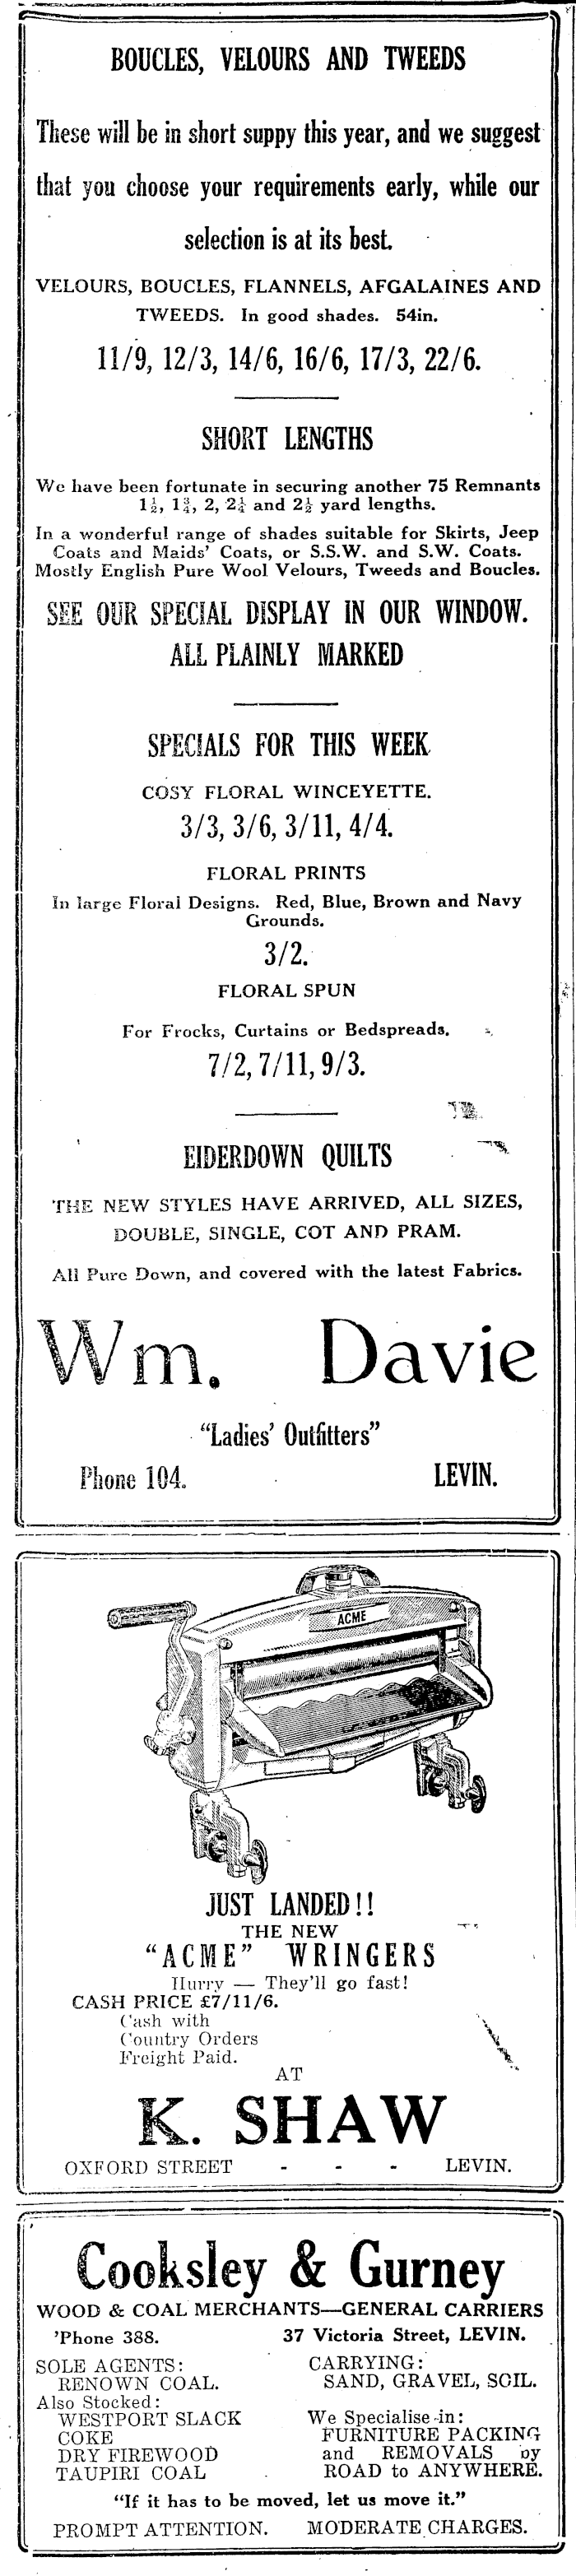 BOUCLES, VELOURS AND TWEEDS
These will be in short suppy this year, and we suggest
that you choose your requirements early, while our
selection is at its best.
VELOURS, BOUCLES, FLANNELS, AFGALAINES AND
TWEEDS. In good shades. 54in.
11/9, 12/3, 14/6, 16/6, 17/3, 22/6.
SHORT LENGTHS
We have been fortunate in securing another 75 Remnants
1½, 1¾, 2, 2¼ and 2½ yard lengths.
In a wonderful range of shades suitable for Skirts, Jeep
Coats and Maids' Coats, or S.S.W. and S.W. Coats.
Mostly English Pure Wool Velours, Tweeds and Boucles.
SEE OUR SPECIAL DISPLAY IN OUR WINDOW.
ALL PLAINLY MARKED
SPECIALS FOR THIS WEEK
COSY FLORAL WINCEYETTE.
3/3, 3/6, 3/11, 4/4.
FLORAL PRINTS
In large Floral Designs. Red, Blue, Brown and Navy
Grounds.
3/2.
FLORAL SPUN
For Frocks, Curtains or Bedspreads.
7/2, 7/11, 9/3.
EIDERDOWN QUILTS
THE NEW STYLES HAVE ARRIVED, ALL SIZES,
DOUBLE, SINGLE, COT AND PRAM.
All Pure Down, and covered with the latest Fabrics.
Wm. Davie
"Ladies' Outfitters"
Phone 104. LEVIN.
ACME
JUST LANDED!!
THE NEW
"ACME" WRINGERS
Hurry — They'll go fast!
CASH PRICE £7/11/6.
Cash with
Country Orders
Freight Paid.
AT
K. SHAW
OXFORD STREET - - - LEVIN.
Cooksley & Gurney
WOOD & COAL MERCHANTS—GENERAL CARRIERS
'Phone 388. 37 Victoria Street, LEVIN.
SOLE AGENTS:
RENOWN COAL.
Also Stocked:
WESTPORT SLACK
COKE
DRY FIREWOOD
TAUPIRI COAL
CARRYING:
SAND, GRAVEL, SOIL.
We Specialise in:
FURNITURE PACKING
and REMOVALS by
ROAD to ANYWHERE.
"If it has to be moved, let us move it."
PROMPT ATTENTION. MODERATE CHARGES.